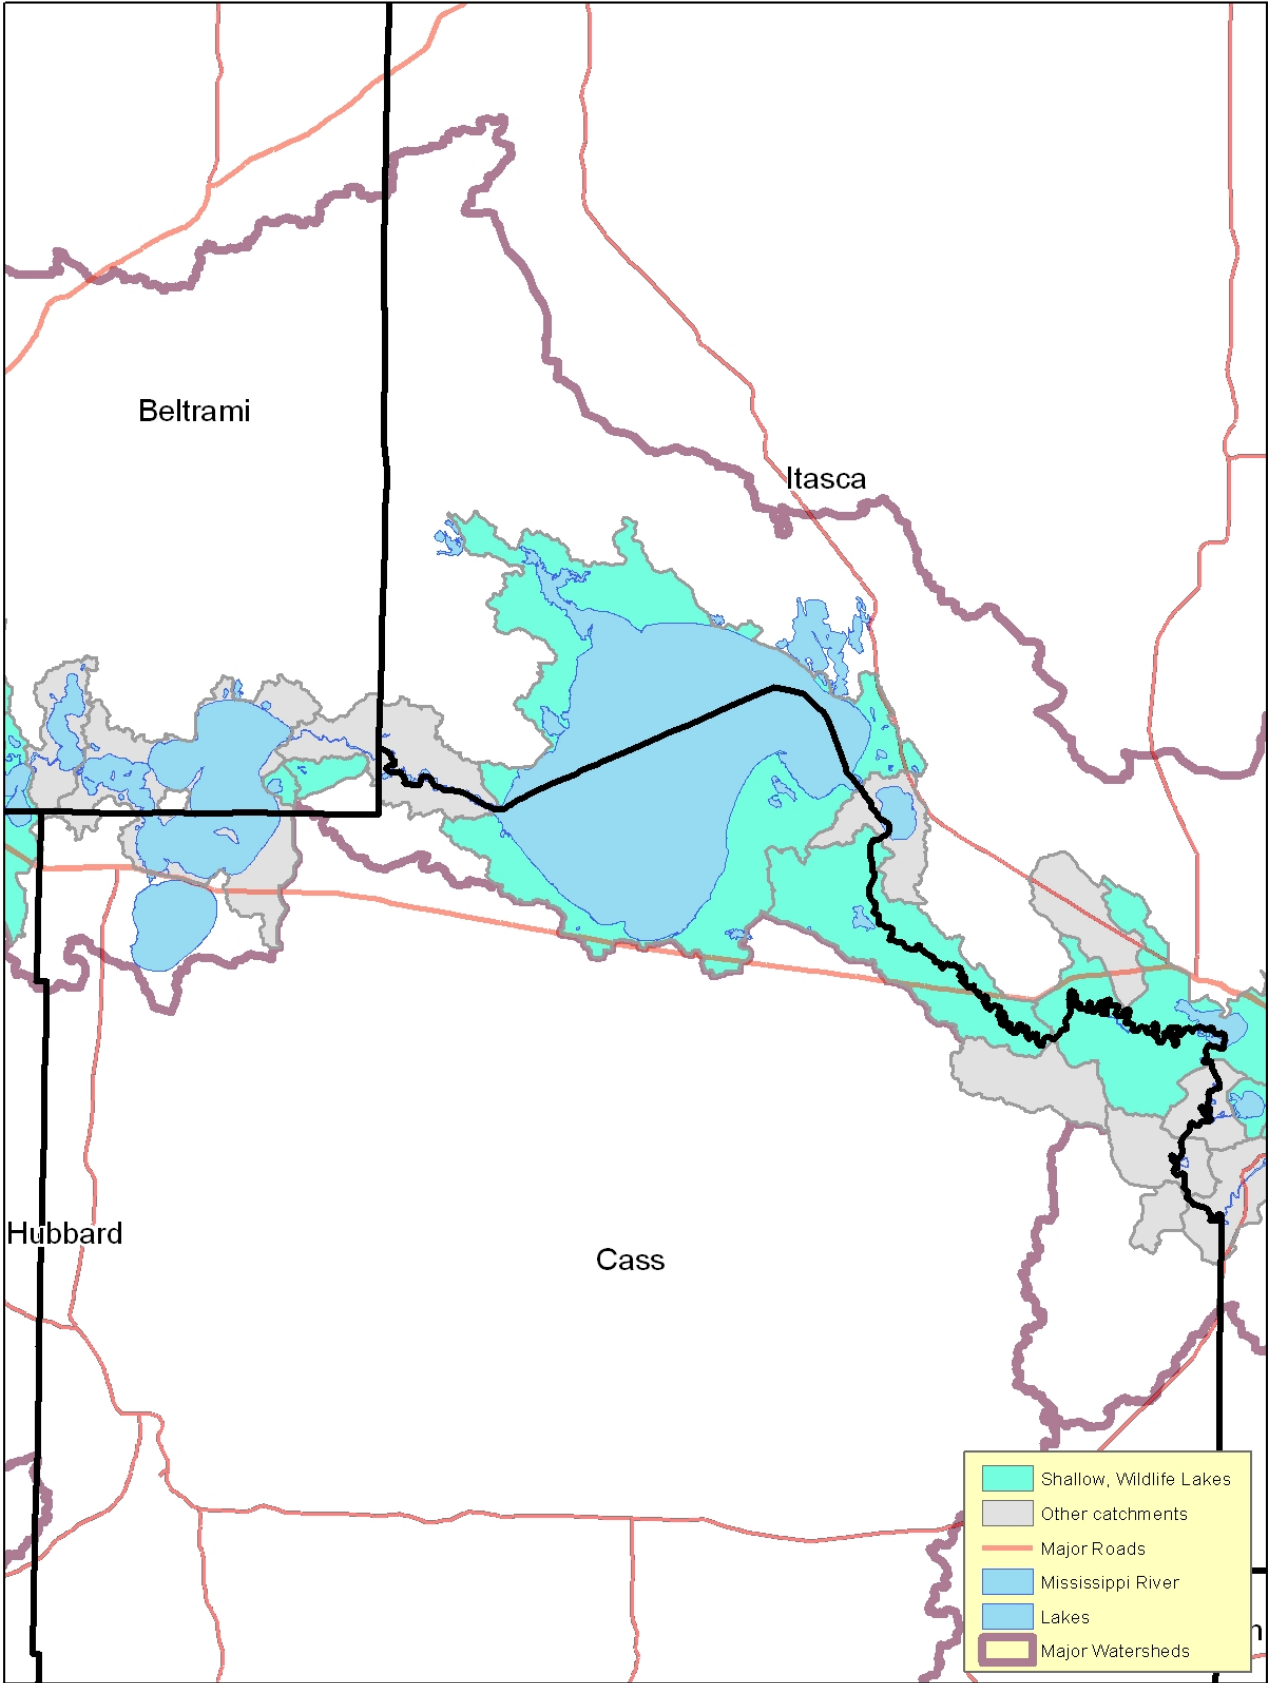 Beltrami
Itasca
Hubbard
Cass
Shallow, Wildlife Lakes
Other catchments
Major Roads
Mississippi River
Lakes
Major Watersheds